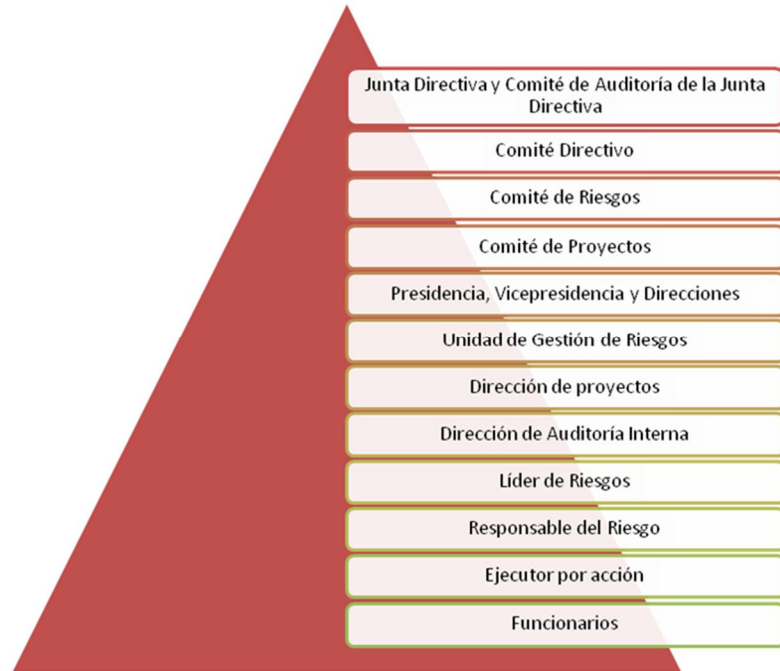 Junta Directiva y Comité de Auditoría de la Junta
Directiva
Comité Directivo
Comité de Riesgos
Comité de Proyectos
Presidencia, Vicepresidencia y Direcciones
Unidad de Gestión de Riesgos
Dirección de proyectos
Dirección de Auditoría Interna
Líder de Riesgos
Responsable del Riesgo
Ejecutor por acción
Funcionarios